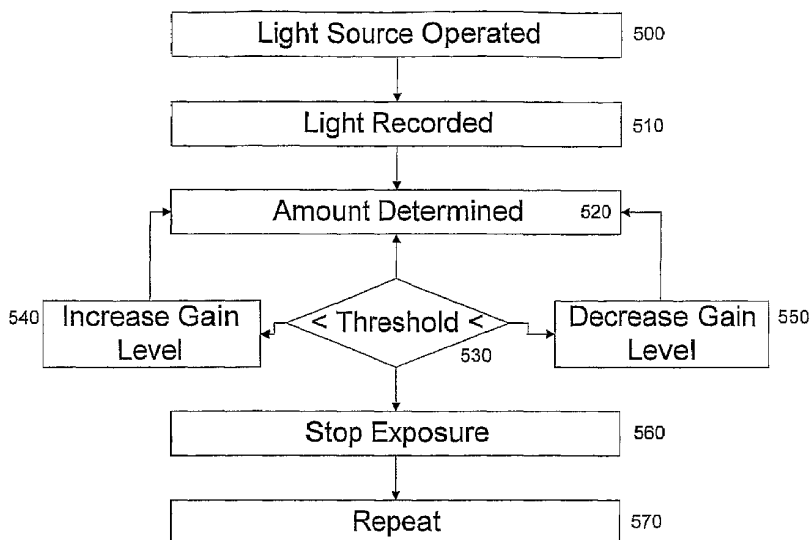 Light Source Operated 500
Light Recorded 510
Amount Determined 520
540 Increase Gain Level
< Threshold < 530
Decrease Gain Level 550
Stop Exposure 560
Repeat 570